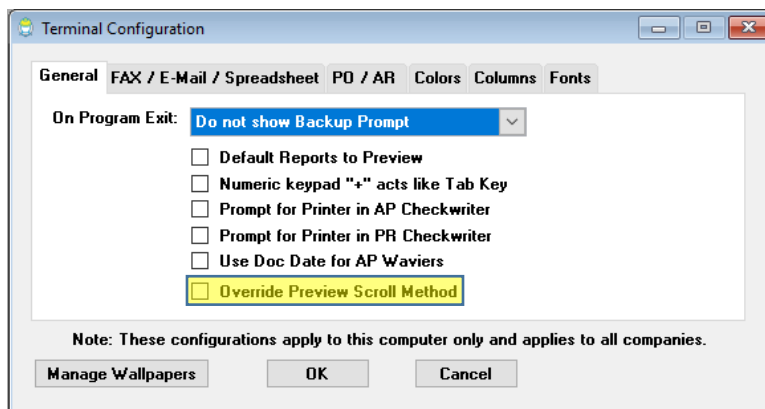 Terminal Configuration
General FAX / E-Mail / Spreadsheet PO / AR Colors Columns Fonts
On Program Exit: Do not show Backup Prompt
Default Reports to Preview
Numeric keypad "+" acts like Tab Key
Prompt for Printer in AP Checkwriter
Prompt for Printer in PR Checkwriter
Use Doc Date for AP Waviers
Override Preview Scroll Method
Note: These configurations apply to this computer only and applies to all companies.
Manage Wallpapers OK Cancel